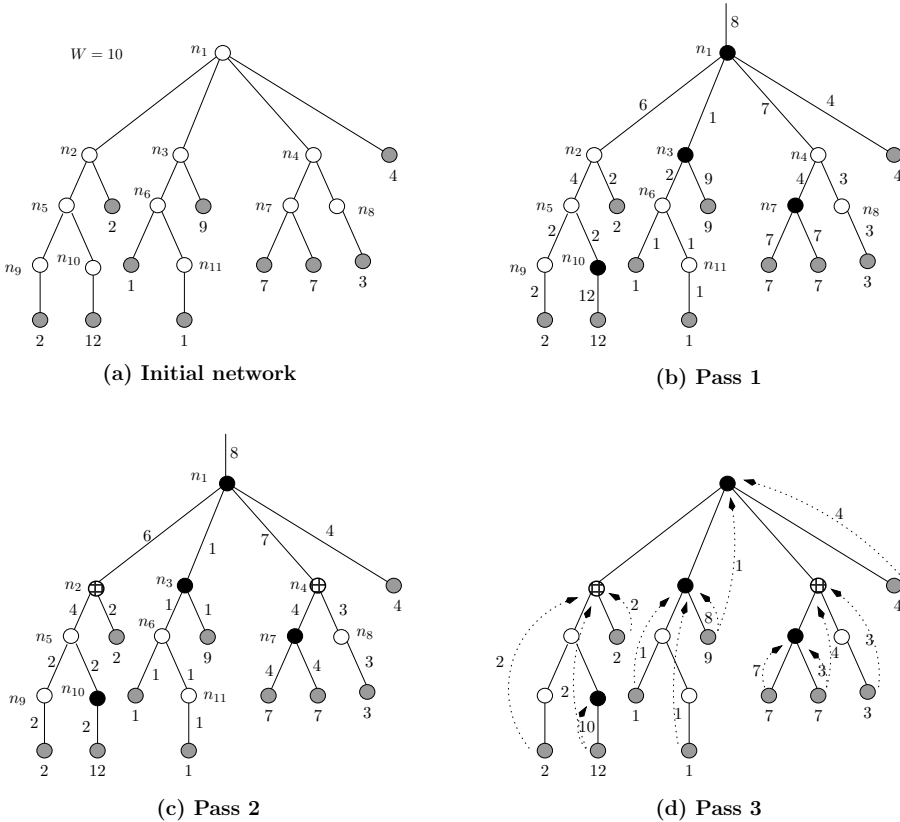 W = 10
n₁
n₂ n₃ n₄ 4
n₅ 2 n₆ 9 n₇ n₈
n₉ n₁₀ 1 n₁₁ 7 7 3
2 12 1
(a) Initial network
8
n₁
6 1 7 4
n₂ n₃ n₄ 4
4 2 2 9 4 3
n₅ 2 n₆ 9 n₇ n₈
2 2 1 1 7 7 3
n₉ n₁₀ 1 n₁₁ 7 7 3
2 12 1
2 12 1
(b) Pass 1
8
n₁
6 1 7 4
n₂ n₃ n₄ 4
4 2 1 1 4 3
n₅ 2 n₆ 9 n₇ n₈
2 2 1 1 4 4 3
n₉ n₁₀ 1 n₁₁ 7 7 3
2 2 1
2 12 1
(c) Pass 2
4
1
4
2 8
2 2 1 9 4 3
7 3
2 1 1 7 7 3
10
2 12 1
(d) Pass 3